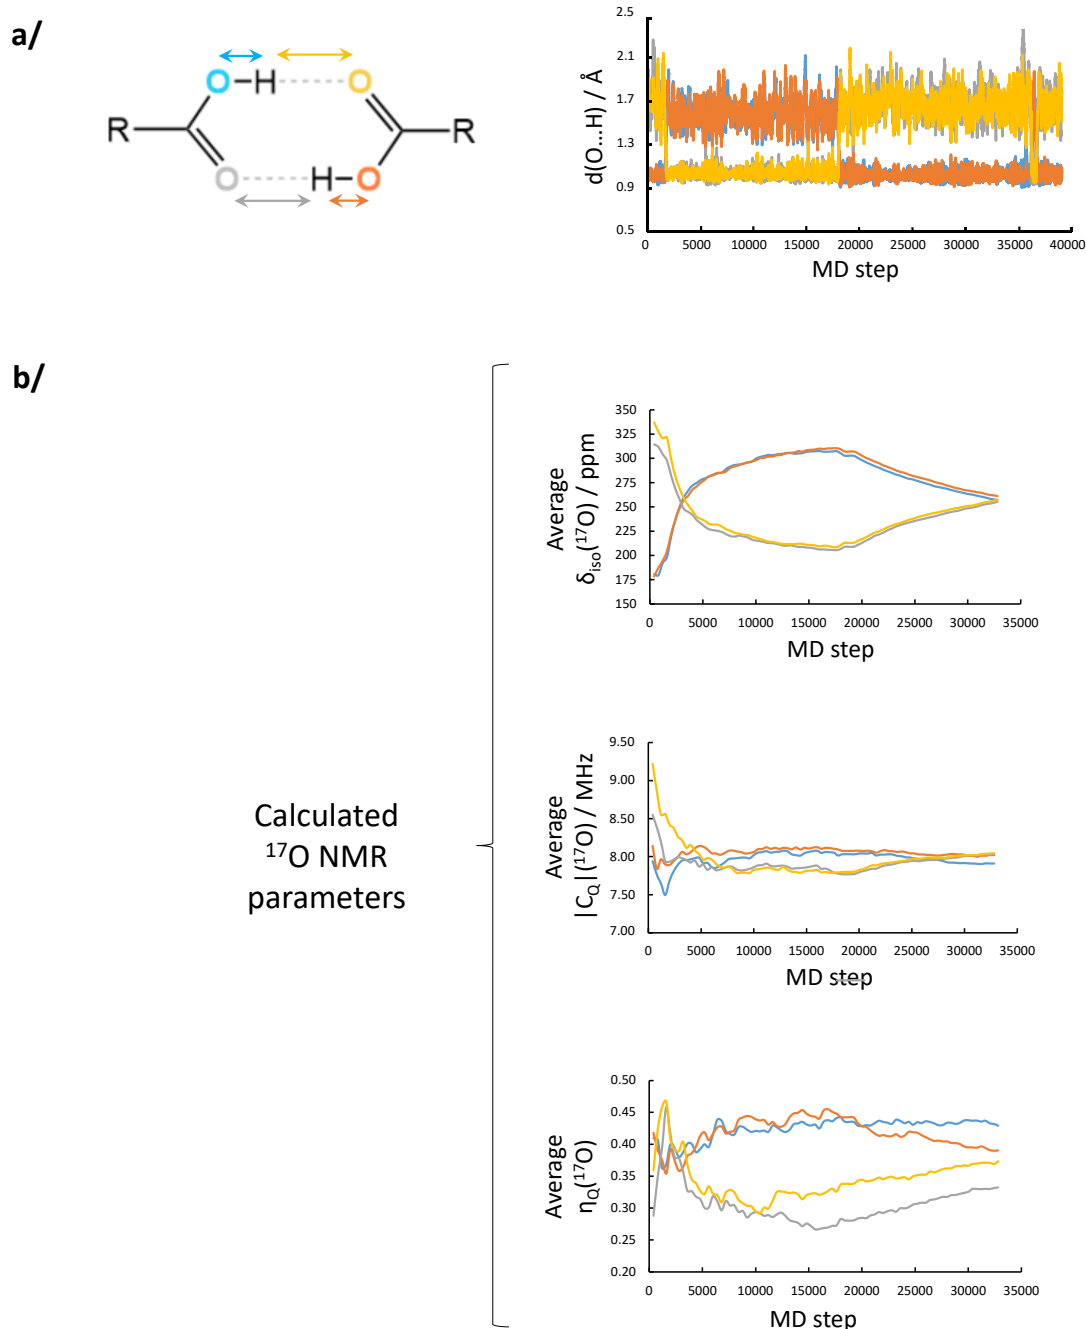 a/
O H O
R R
O H O
d(O...H) / Å
2.5
2.1
1.7
1.3
0.9
0.5
0 5000 10000 15000 20000 25000 30000 35000 40000
MD step
b/
Calculated
¹⁷O NMR
parameters
Average
δiso(¹⁷O) / ppm
350
325
300
275
250
225
200
175
150
0 5000 10000 15000 20000 25000 30000 35000
MD step
Average
|CQ|(¹⁷O) / MHz
9.50
9.00
8.50
8.00
7.50
7.00
0 5000 10000 15000 20000 25000 30000 35000
MD step
Average
ηQ(¹⁷O)
0.50
0.45
0.40
0.35
0.30
0.25
0.20
0 5000 10000 15000 20000 25000 30000 35000
MD step